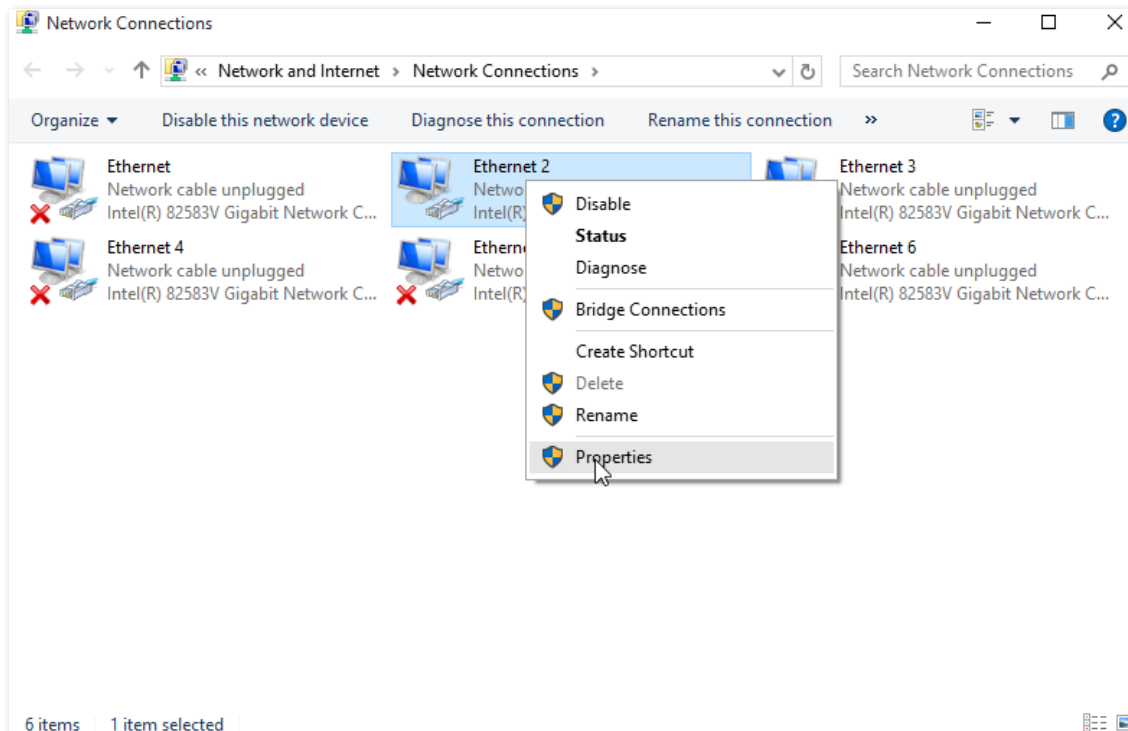 Network Connections
« Network and Internet > Network Connections >
Search Network Connections
Organize Disable this network device Diagnose this connection Rename this connection »
Ethernet
Network cable unplugged
Intel(R) 82583V Gigabit Network C...
Ethernet 2
Netwo
Intel(R)
Ethernet 3
Network cable unplugged
Intel(R) 82583V Gigabit Network C...
Ethernet 4
Network cable unplugged
Intel(R) 82583V Gigabit Network C...
Ethern
Netwo
Intel(R)
Ethernet 6
Network cable unplugged
Intel(R) 82583V Gigabit Network C...
Disable
Status
Diagnose
Bridge Connections
Create Shortcut
Delete
Rename
Properties
6 items 1 item selected